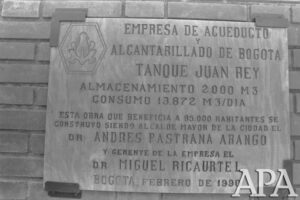 EMPRESA DE ACUEDUCTO
Y
ALCANTARILLADO DE BOGOTA
TANQUE JUAN REY
ALMACENAMIENTO 2000 M3
CONSUMO 13.872 M3/DIA
ESTA OBRA QUE BENEFICIA A 95.000 HABITANTES SE
CONSTRUYO SIENDO ALCALDE MAYOR DE LA CIUDAD EL
DR ANDRES PASTRANA ARANGO
Y GERENTE DE LA EMPRESA EL
DR MIGUEL RICAURTE L
BOGOTA, FEBRERO DE
APA